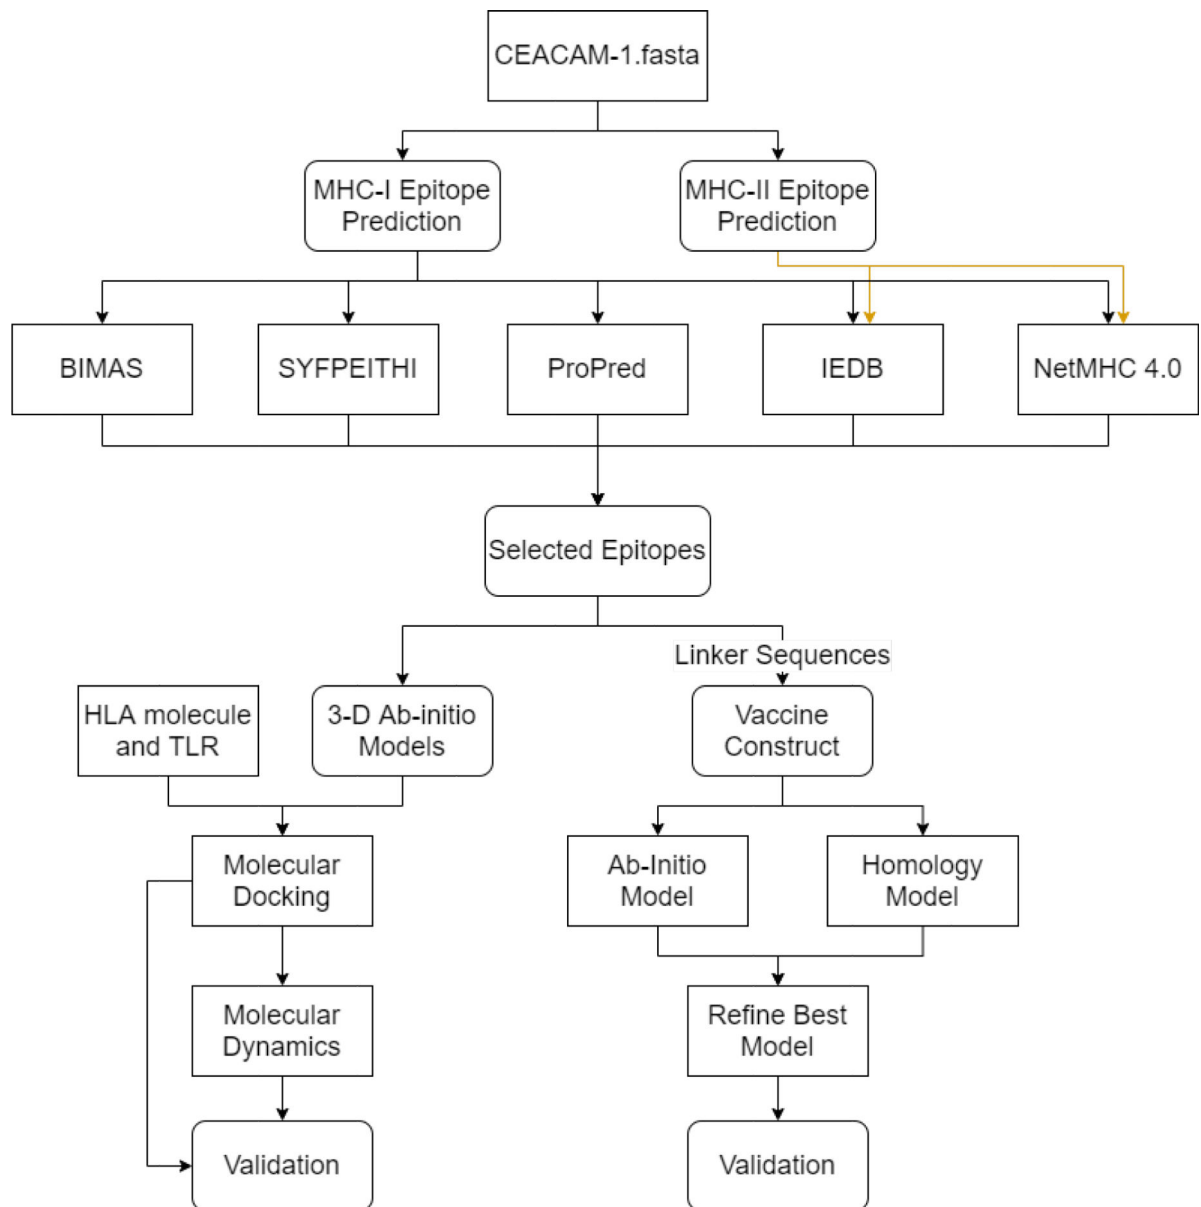 CEACAM-1.fasta
MHC-I Epitope
Prediction
MHC-II Epitope
Prediction
BIMAS
SYFPEITHI
ProPred
IEDB
NetMHC 4.0
Selected Epitopes
Linker Sequences
HLA molecule
and TLR
3-D Ab-initio
Models
Vaccine
Construct
Molecular
Docking
Ab-Initio
Model
Homology
Model
Molecular
Dynamics
Refine Best
Model
Validation
Validation